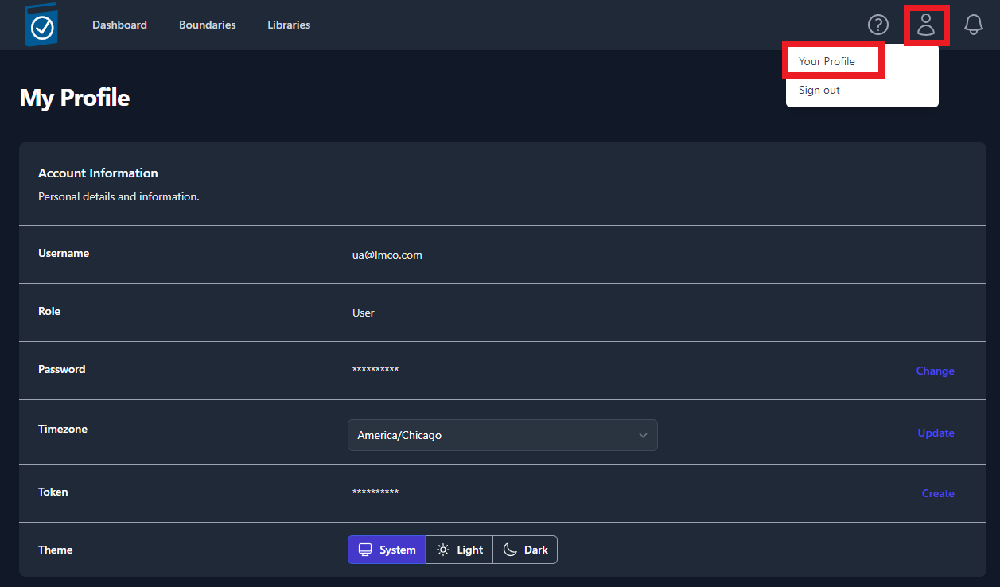 Dashboard Boundaries Libraries ?
Your Profile
Sign out
My Profile
Account Information
Personal details and information.
Username ua@lmco.com
Role User
Password ********** Change
Timezone America/Chicago Update
Token ********** Create
Theme System Light Dark